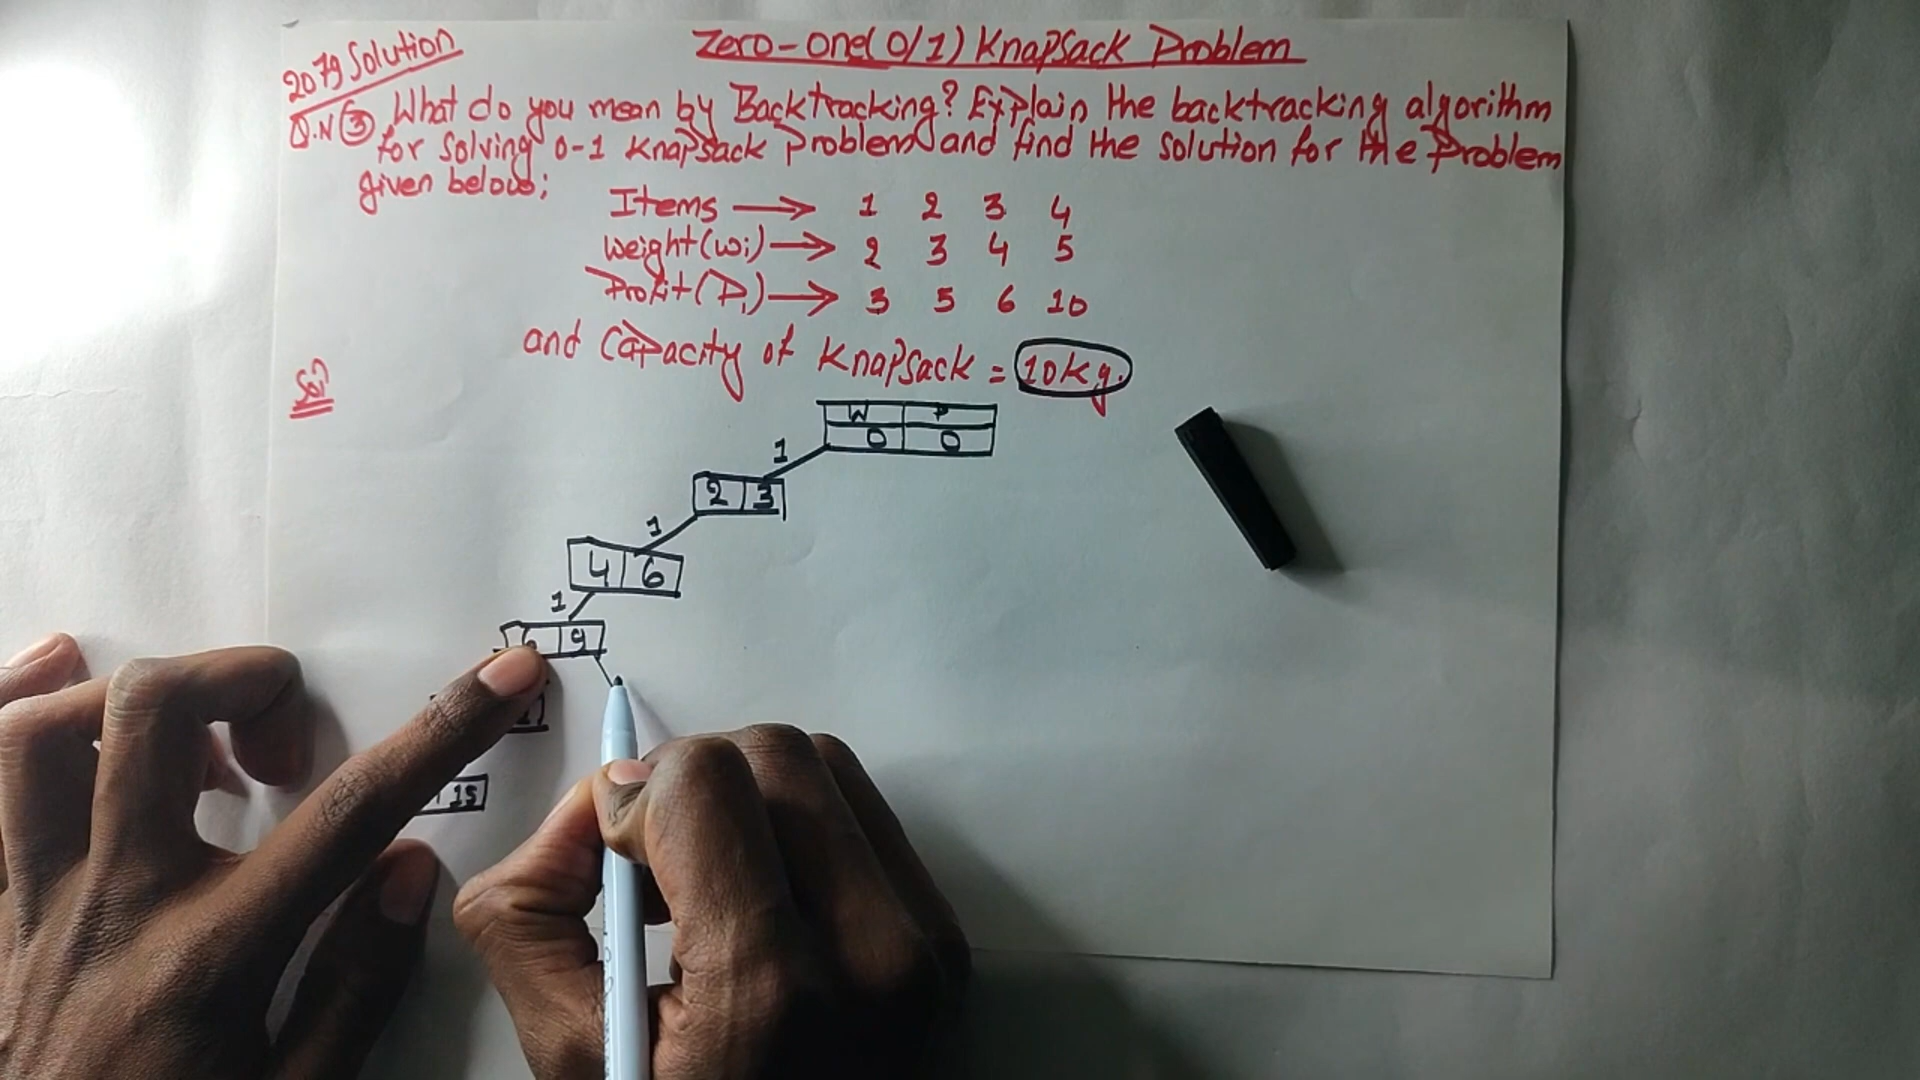 2079 Solution
Zero-one(0/1) Knapsack Problem
Q.N 3 What do you mean by Backtracking? Explain the backtracking algorithm
for solving 0-1 Knapsack Problem and find the solution for the Problem
given below;
Items → 1 2 3 4
weight(wi) → 2 3 4 5
Profit(Pi) → 3 5 6 10
and Capacity of Knapsack = 10kg.
Sol
W P
0 0
1
2 3
1
4 6
1
9
15